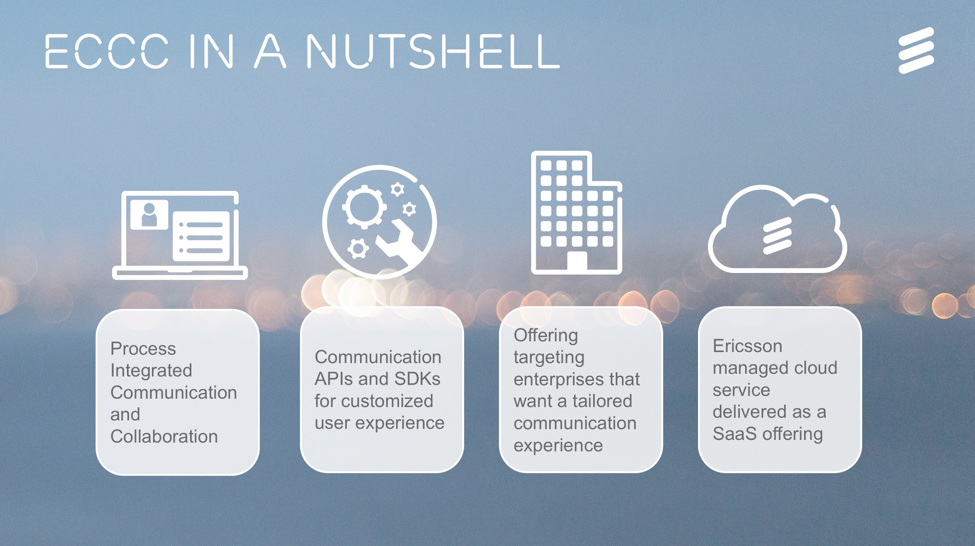 ECCC IN A NUTSHELL
Process
Integrated
Communication
and
Collaboration
Communication
APIs and SDKs
for customized
user experience
Offering
targeting
enterprises that
want a tailored
communication
experience
Ericsson
managed cloud
service
delivered as a
SaaS offering